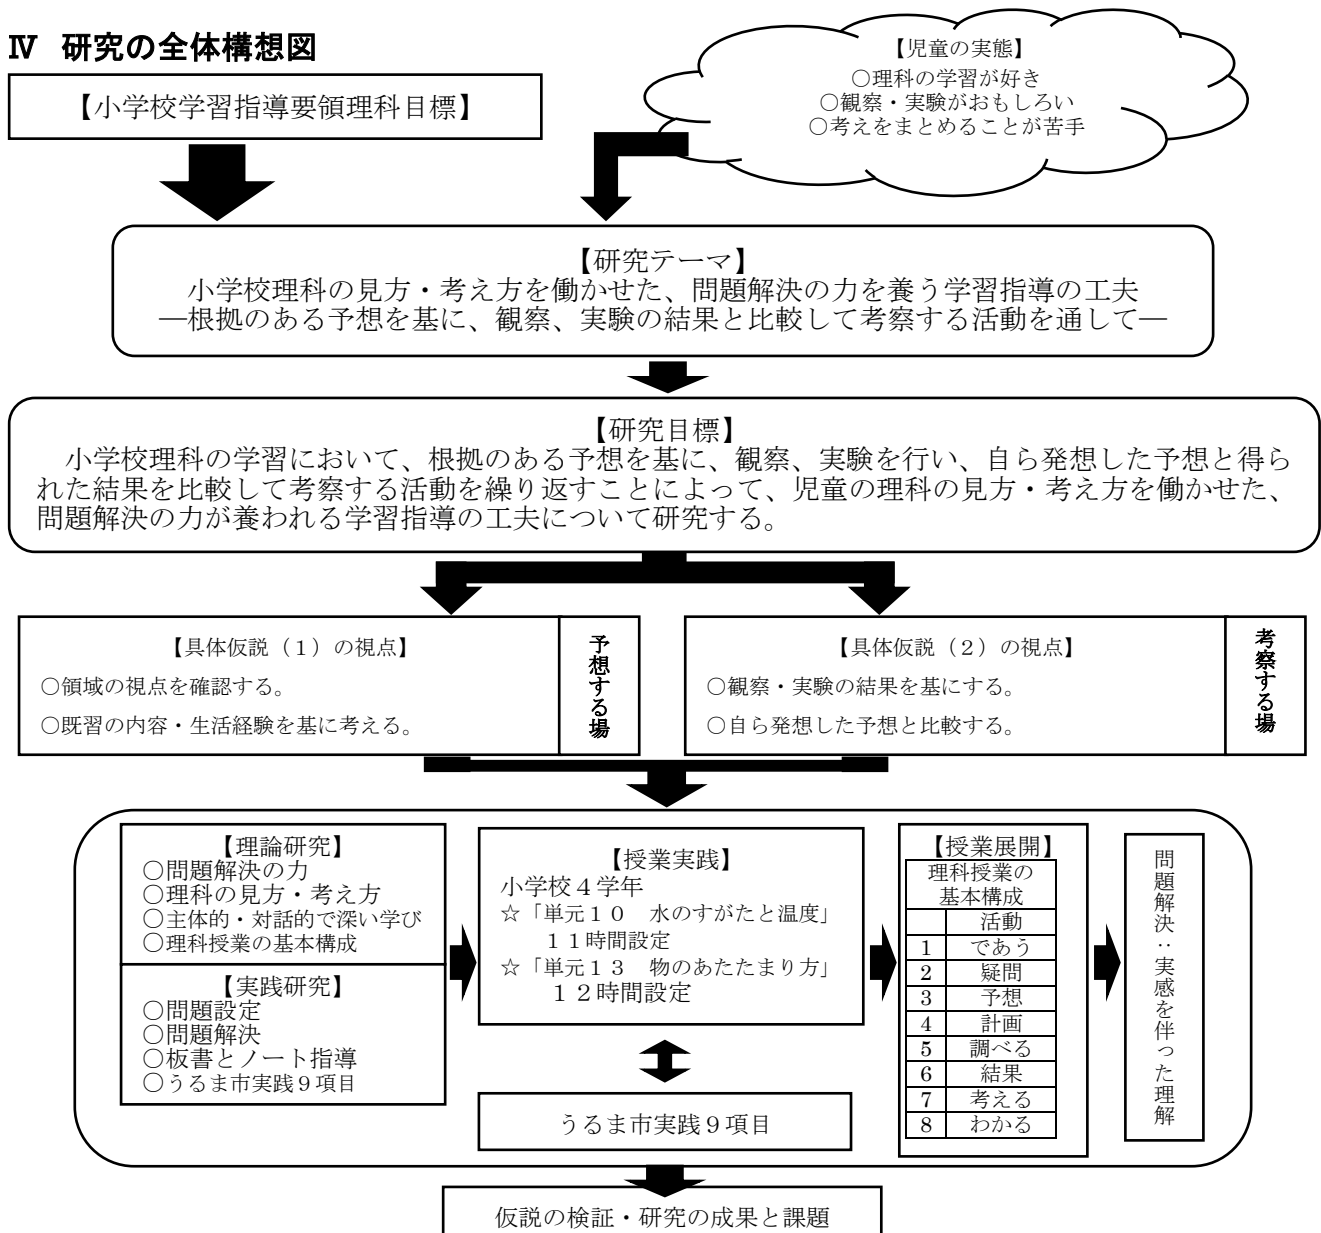 Ⅳ 研究の全体構想図
【小学校学習指導要領理科目標】
【児童の実態】
○理科の学習が好き
○観察・実験がおもしろい
○考えをまとめることが苦手
【研究テーマ】
小学校理科の見方・考え方を働かせた、問題解決の力を養う学習指導の工夫
―根拠のある予想を基に、観察、実験の結果と比較して考察する活動を通して―
【研究目標】
小学校理科の学習において、根拠のある予想を基に、観察、実験を行い、自ら発想した予想と得ら
れた結果を比較して考察する活動を繰り返すことによって、児童の理科の見方・考え方を働かせた、
問題解決の力が養われる学習指導の工夫について研究する。
【具体仮説（１）の視点】
○領域の視点を確認する。
○既習の内容・生活経験を基に考える。
予想する場
【具体仮説（２）の視点】
○観察・実験の結果を基にする。
○自ら発想した予想と比較する。
考察する場
【理論研究】
○問題解決の力
○理科の見方・考え方
○主体的・対話的で深い学び
○理科授業の基本構成
【実践研究】
○問題設定
○問題解決
○板書とノート指導
○うるま市実践９項目
【授業実践】
小学校４学年
☆「単元１０　水のすがたと温度」
１１時間設定
☆「単元１３　物のあたたまり方」
１２時間設定
うるま市実践９項目
【授業展開】
理科授業の
基本構成
活動
1 であう
2 疑問
3 予想
4 計画
5 調べる
6 結果
7 考える
8 わかる
問題解決：実感を伴った理解
仮説の検証・研究の成果と課題